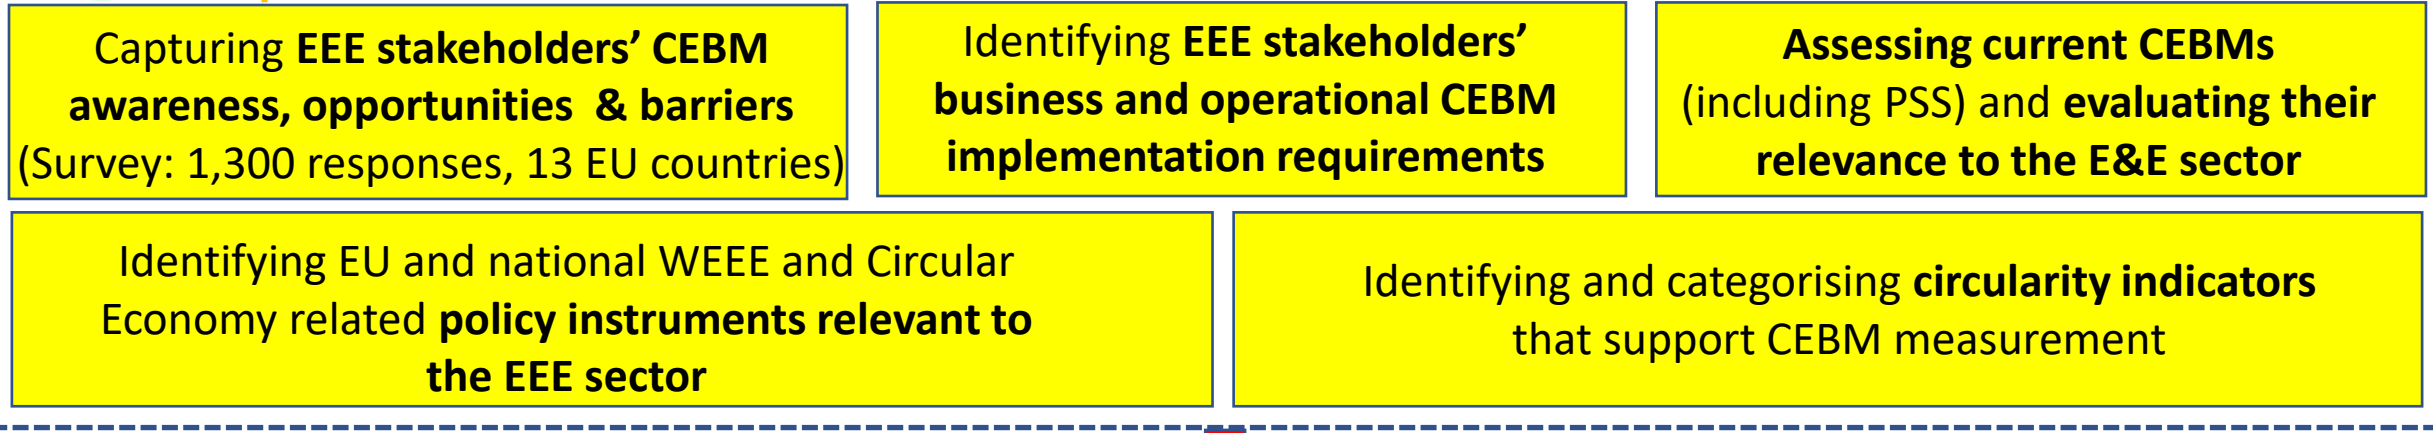 Capturing EEE stakeholders’ CEBM
awareness, opportunities & barriers
(Survey: 1,300 responses, 13 EU countries)
Identifying EEE stakeholders’
business and operational CEBM
implementation requirements
Assessing current CEBMs
(including PSS) and evaluating their
relevance to the E&E sector
Identifying EU and national WEEE and Circular
Economy related policy instruments relevant to
the EEE sector
Identifying and categorising circularity indicators
that support CEBM measurement